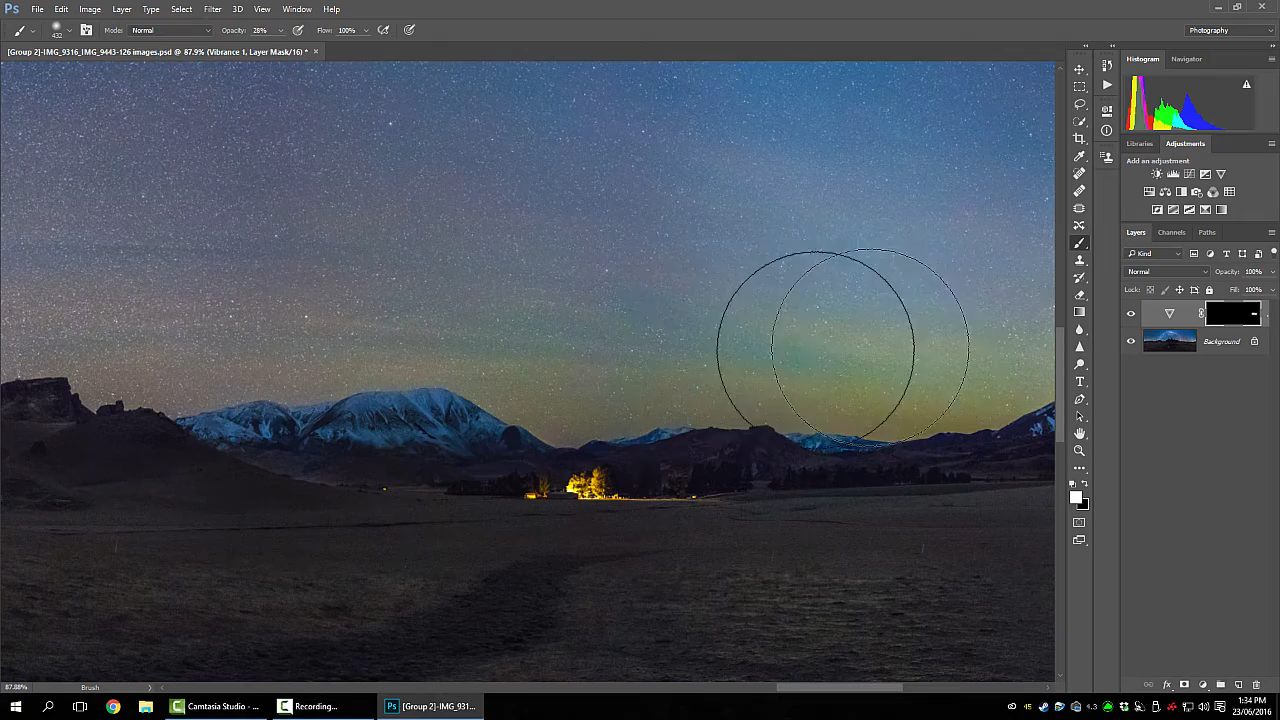 Ps File Edit Image Layer Type Select Filter 3D View Window Help
432 Mode: Normal Opacity: 28% Flow: 100% Photography
[Group 2]-IMG_9316_IMG_9443-126 images.psd @ 87.9% (Vibrance 1, Layer Mask/16) * ×
Histogram Navigator
Libraries Adjustments
Add an adjustment
Layers Channels Paths
Kind
Normal Opacity: 100%
Lock: Fill: 100%
Background
87.88% Brush
Camtasia Studio - ... Recording... Ps [Group 2]-IMG_931...
1:34 PM
23/06/2016